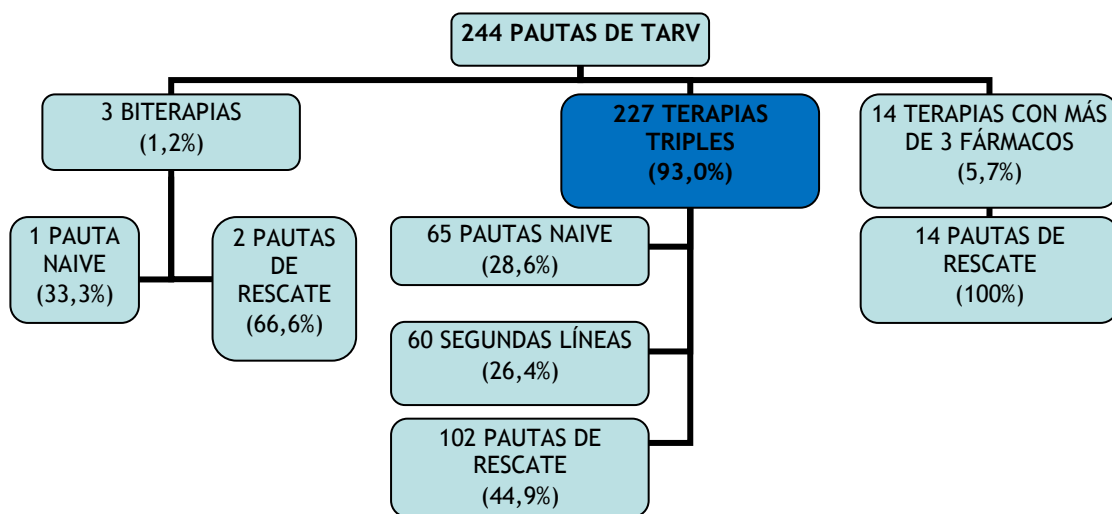 244 PAUTAS DE TARV
3 BITERAPIAS
(1,2%)
227 TERAPIAS
TRIPLES
(93,0%)
14 TERAPIAS CON MÁS
DE 3 FÁRMACOS
(5,7%)
1 PAUTA
NAIVE
(33,3%)
2 PAUTAS
DE
RESCATE
(66,6%)
65 PAUTAS NAIVE
(28,6%)
14 PAUTAS DE
RESCATE
(100%)
60 SEGUNDAS LÍNEAS
(26,4%)
102 PAUTAS DE
RESCATE
(44,9%)